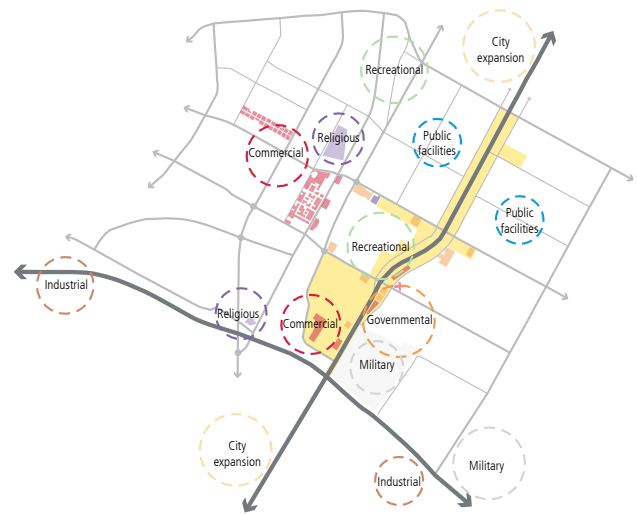 City
expansion
Recreational
Religious
Public
facilities
Commercial
Public
facilities
Recreational
Industrial
Religious
Commercial
Governmental
Military
City
expansion
Military
Industrial